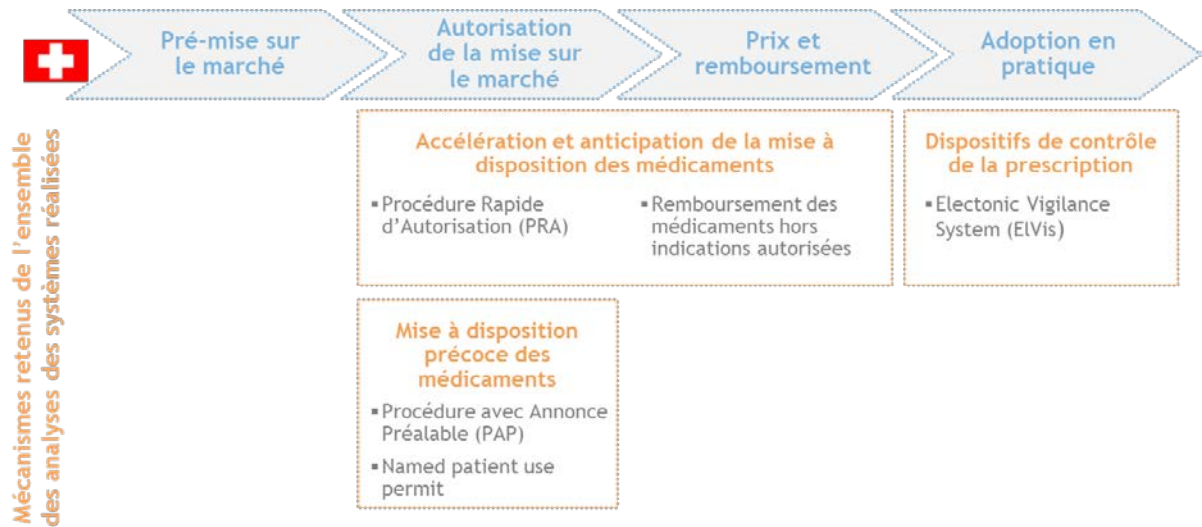 Pré-mise sur
le marché
Autorisation
de la mise sur
le marché
Prix et
remboursement
Adoption en
pratique
Mécanismes retenus de l'ensemble
des analyses des systèmes réalisées
Accélération et anticipation de la mise à
disposition des médicaments
▪Procédure Rapide
d'Autorisation (PRA)
▪Remboursement des
médicaments hors
indications autorisées
Dispositifs de contrôle
de la prescription
▪Electonic Vigilance
System (ElVis)
Mise à disposition
précoce des
médicaments
▪Procédure avec Annonce
Préalable (PAP)
▪Named patient use
permit